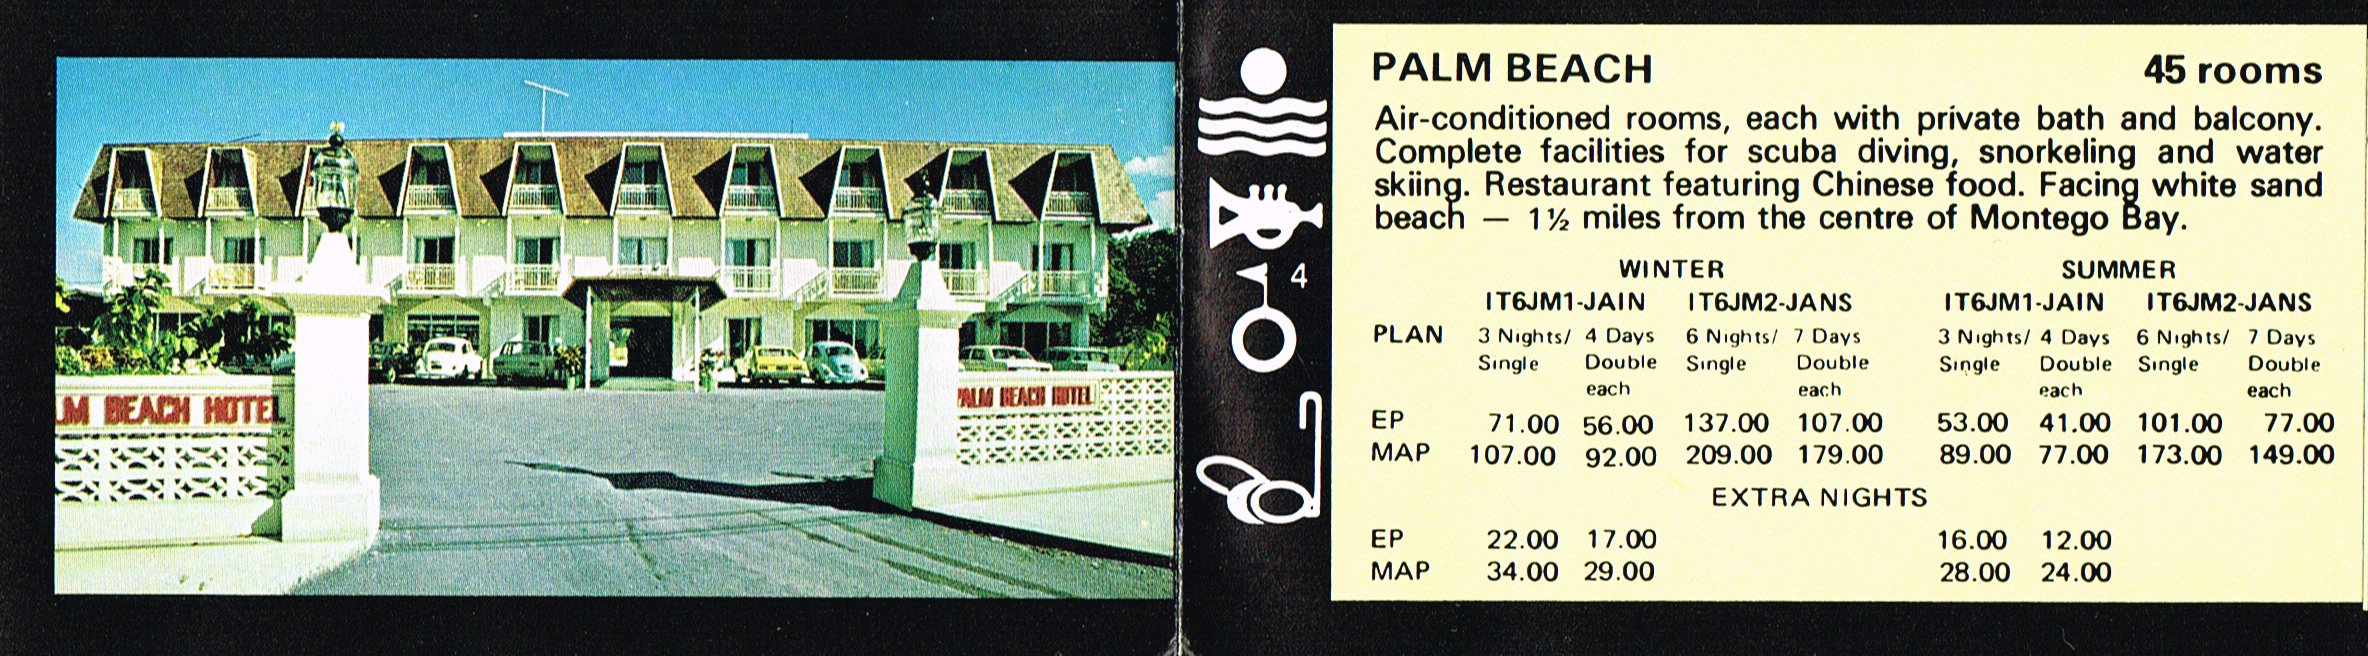 LM BEACH HOTEL
PALM BEACH HOTEL
4
PALM BEACH 45 rooms
Air-conditioned rooms, each with private bath and balcony.
Complete facilities for scuba diving, snorkeling and water
skiing. Restaurant featuring Chinese food. Facing white sand
beach — 1½ miles from the centre of Montego Bay.
WINTER SUMMER
IT6JM1-JAIN IT6JM2-JANS IT6JM1-JAIN IT6JM2-JANS
PLAN 3 Nights/ 4 Days 6 Nights/ 7 Days 3 Nights/ 4 Days 6 Nights/ 7 Days
Single Double Single Double Single Double Single Double
each each each each
EP 71.00 56.00 137.00 107.00 53.00 41.00 101.00 77.00
MAP 107.00 92.00 209.00 179.00 89.00 77.00 173.00 149.00
EXTRA NIGHTS
EP 22.00 17.00 16.00 12.00
MAP 34.00 29.00 28.00 24.00